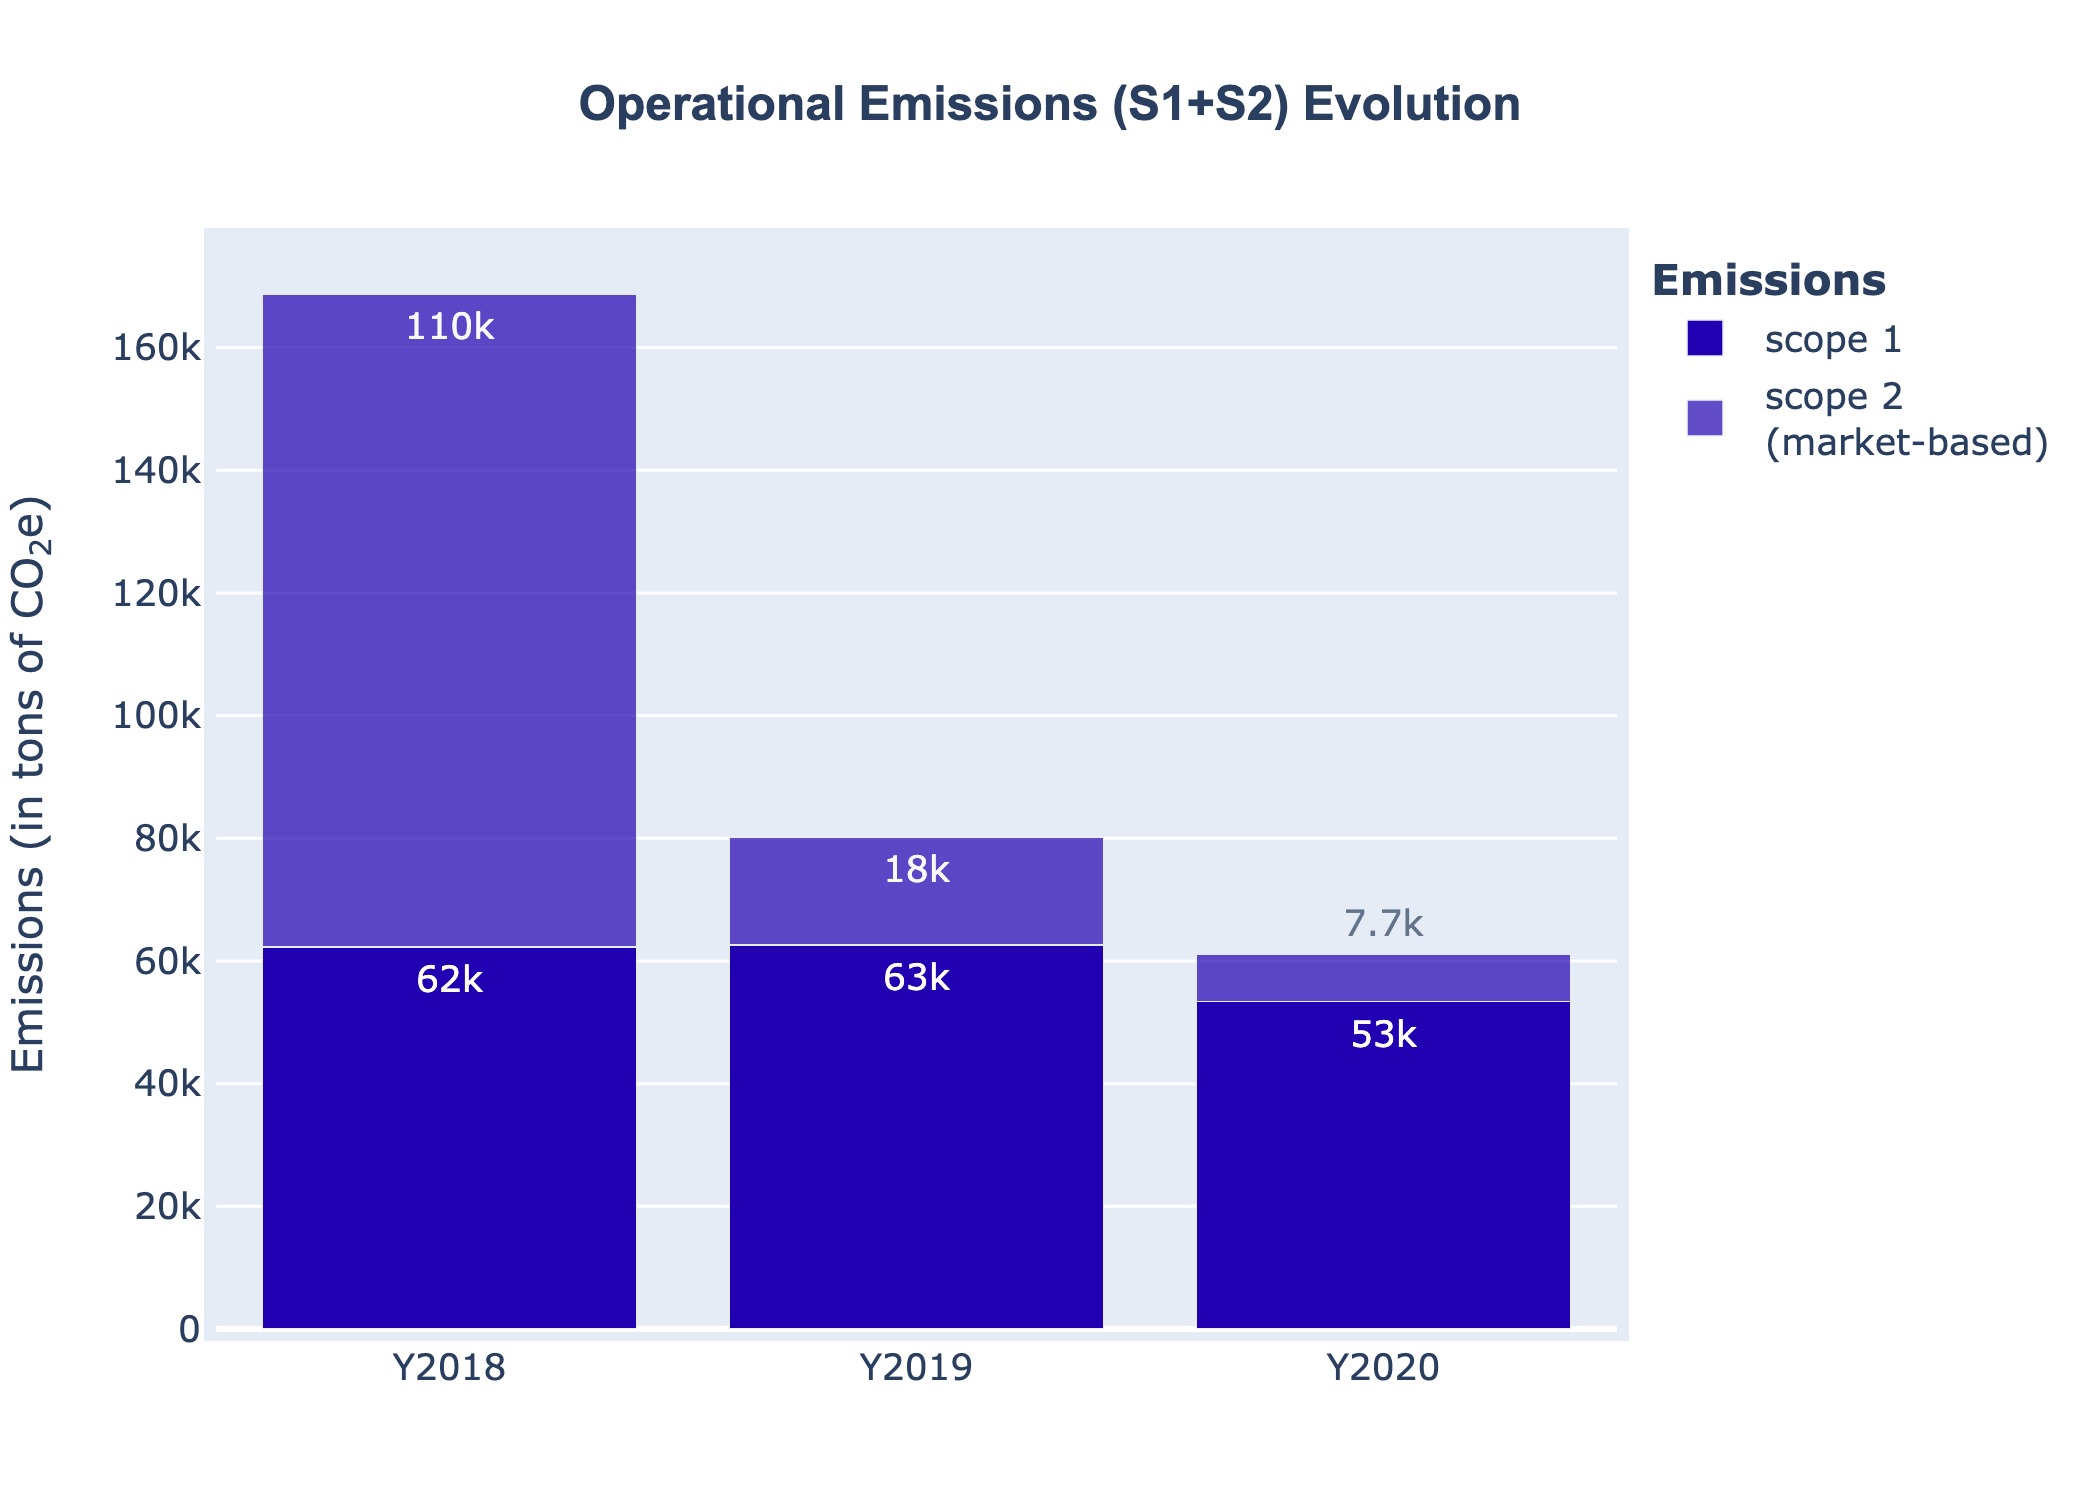 Operational Emissions (S1+S2) Evolution
Emissions (in tons of CO₂e)
160k
140k
120k
100k
80k
60k
40k
20k
0
110k
62k
18k
63k
7.7k
53k
Y2018
Y2019
Y2020
Emissions
scope 1
scope 2
(market-based)